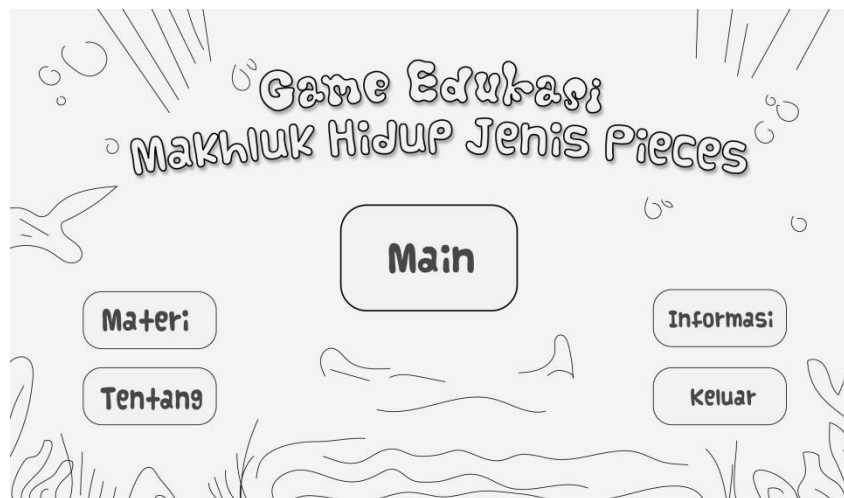 Game Edukasi
Makhluk Hidup Jenis Pieces
Main
Materi
Informasi
Tentang
Keluar